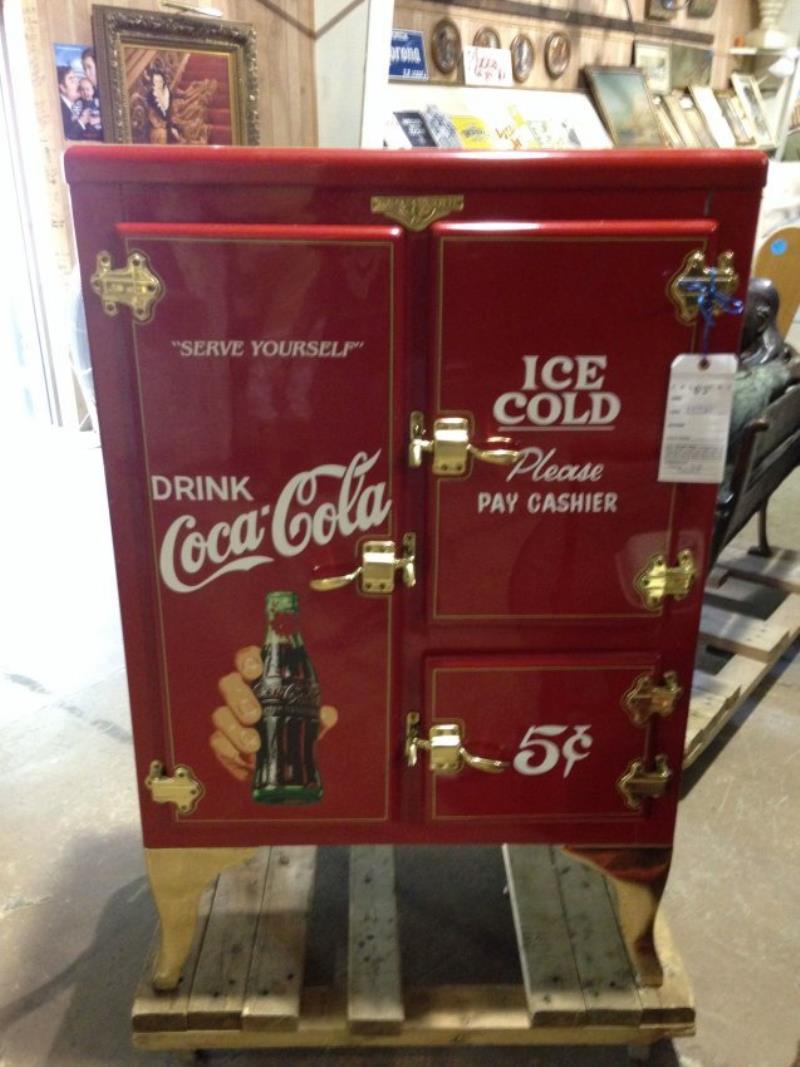 "SERVE YOURSELF"
DRINK
Coca-Cola
ICE
COLD
Please
PAY CASHIER
5¢